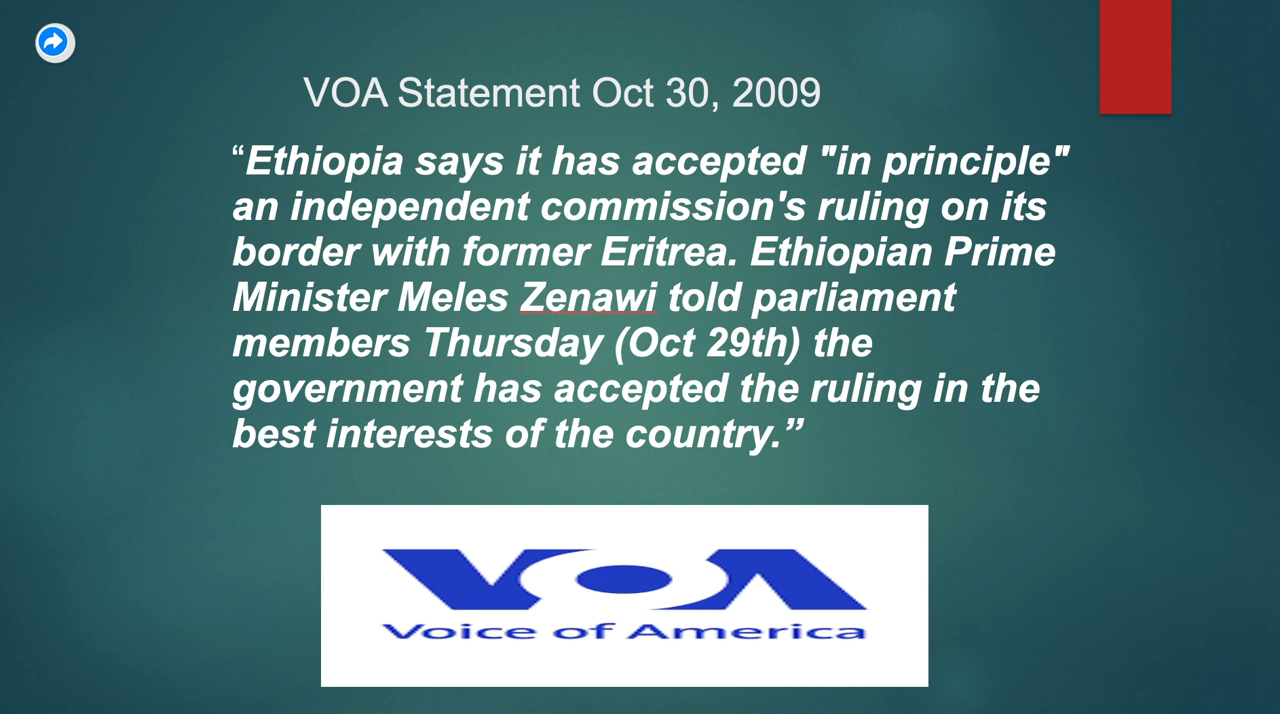 VOA Statement Oct 30, 2009
“Ethiopia says it has accepted "in principle"
an independent commission's ruling on its
border with former Eritrea. Ethiopian Prime
Minister Meles Zenawi told parliament
members Thursday (Oct 29th) the
government has accepted the ruling in the
best interests of the country.”
VOA
Voice of America